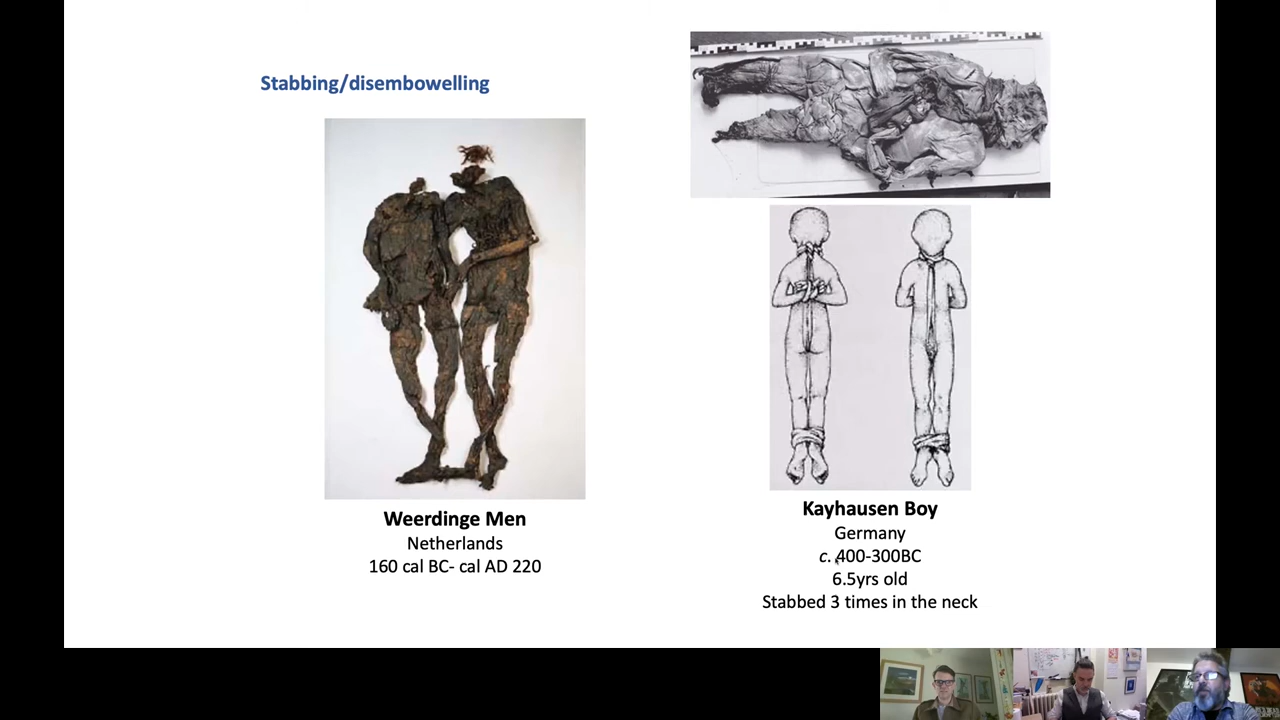 Stabbing/disembowelling
Weerdinge Men
Netherlands
160 cal BC- cal AD 220
Kayhausen Boy
Germany
c. 400-300BC
6.5yrs old
Stabbed 3 times in the neck